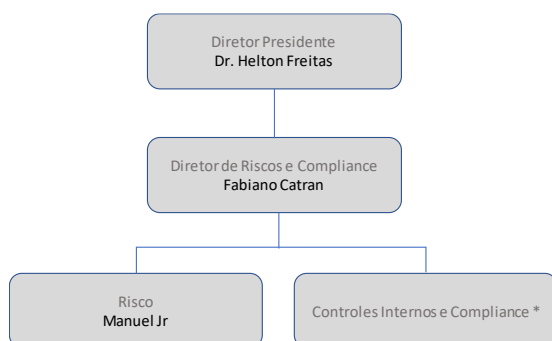 Diretor Presidente
Dr. Helton Freitas
Diretor de Riscos e Compliance
Fabiano Catran
Risco
Manuel Jr
Controles Internos e Compliance *